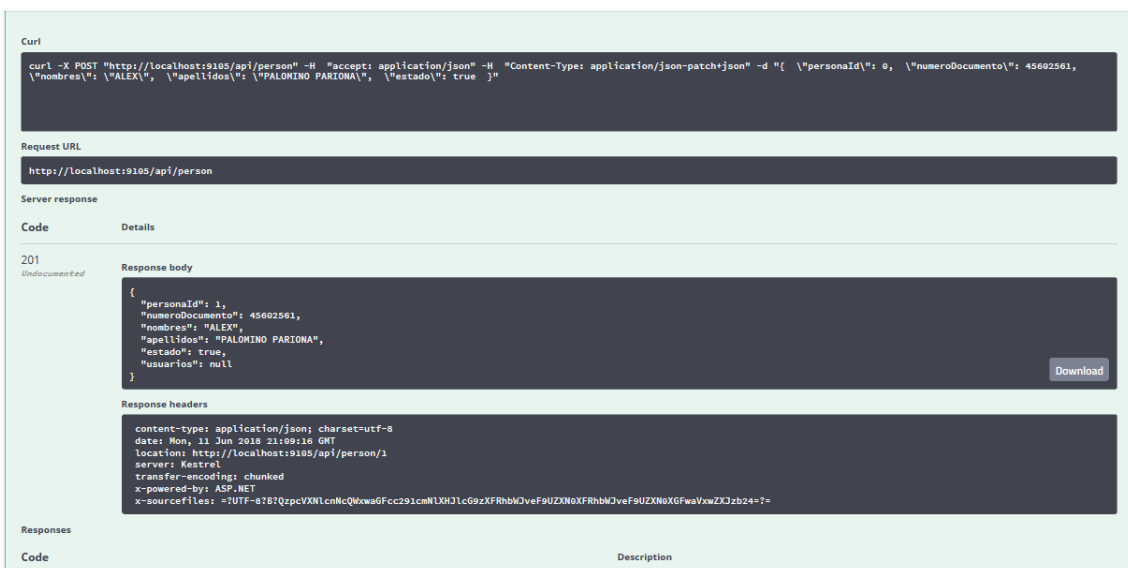 Curl
curl -X POST "http://localhost:9105/api/person" -H  "accept: application/json" -H  "Content-Type: application/json-patch+json" -d "{  \"personaId\": 0,  \"numeroDocumento\": 45602561,
\"nombres\": \"ALEX\",  \"apellidos\": \"PALOMINO PARIONA\",  \"estado\": true  }"
Request URL
http://localhost:9105/api/person
Server response
Code Details
201
Undocumented
Response body
{
"personaId": 1,
"numeroDocumento": 45602561,
"nombres": "ALEX",
"apellidos": "PALOMINO PARIONA",
"estado": true,
"usuarios": null
}
Download
Response headers
content-type: application/json; charset=utf-8
date: Mon, 11 Jun 2018 21:09:16 GMT
location: http://localhost:9105/api/person/1
server: Kestrel
transfer-encoding: chunked
x-powered-by: ASP.NET
x-sourcefiles:
Responses
Code Description